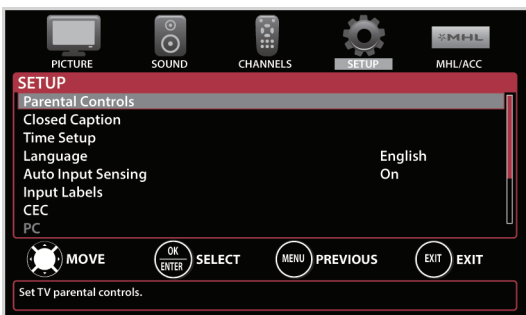 MHL
PICTURE SOUND CHANNELS SETUP MHL/ACC
SETUP
Parental Controls
Closed Caption
Time Setup
Language English
Auto Input Sensing On
Input Labels
CEC
PC
MOVE OK ENTER SELECT MENU PREVIOUS EXIT EXIT
Set TV parental controls.